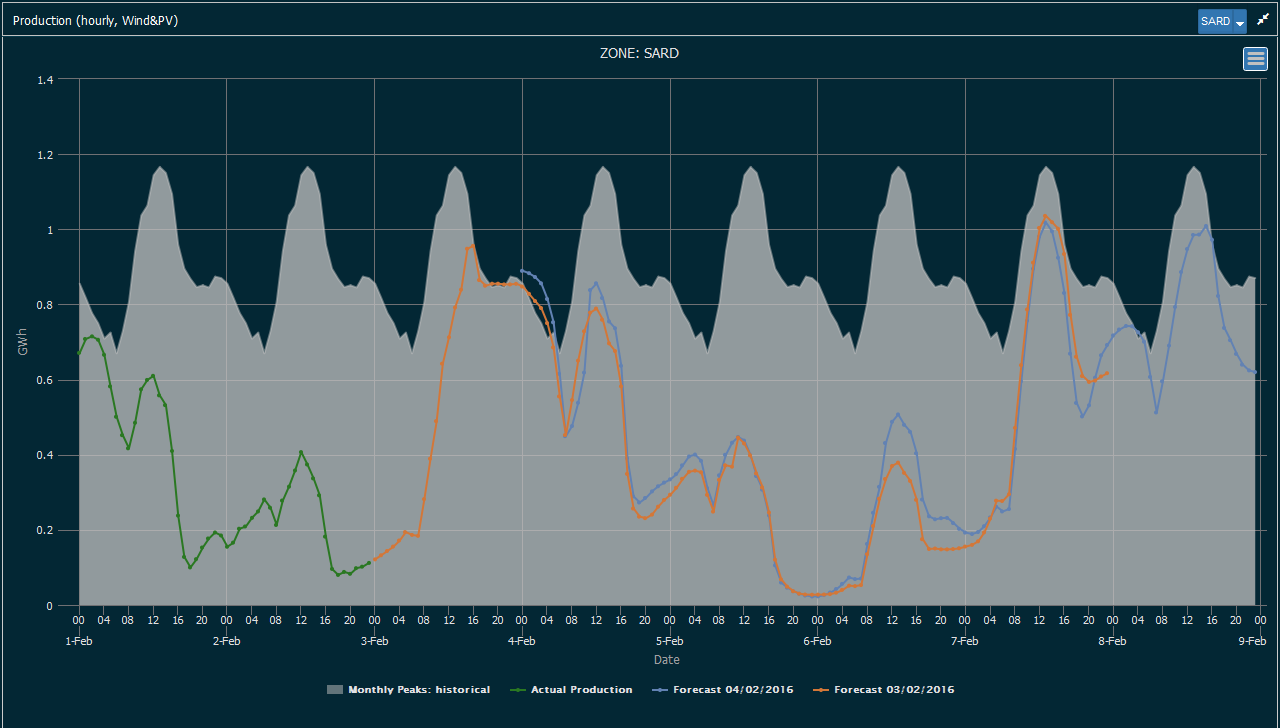 Production (hourly, Wind&PV)
SARD
ZONE: SARD
1.4
1.2
1
0.8
0.6
0.4
0.2
0
GWh
00 04 08 12 16 20 00 04 08 12 16 20 00 04 08 12 16 20 00 04 08 12 16 20 00 04 08 12 16 20 00 04 08 12 16 20 00 04 08 12 16 20 00 04 08 12 16 20 00
1-Feb 2-Feb 3-Feb 4-Feb 5-Feb 6-Feb 7-Feb 8-Feb 9-Feb
Date
Monthly Peaks: historical Actual Production Forecast 04/02/2016 Forecast 03/02/2016